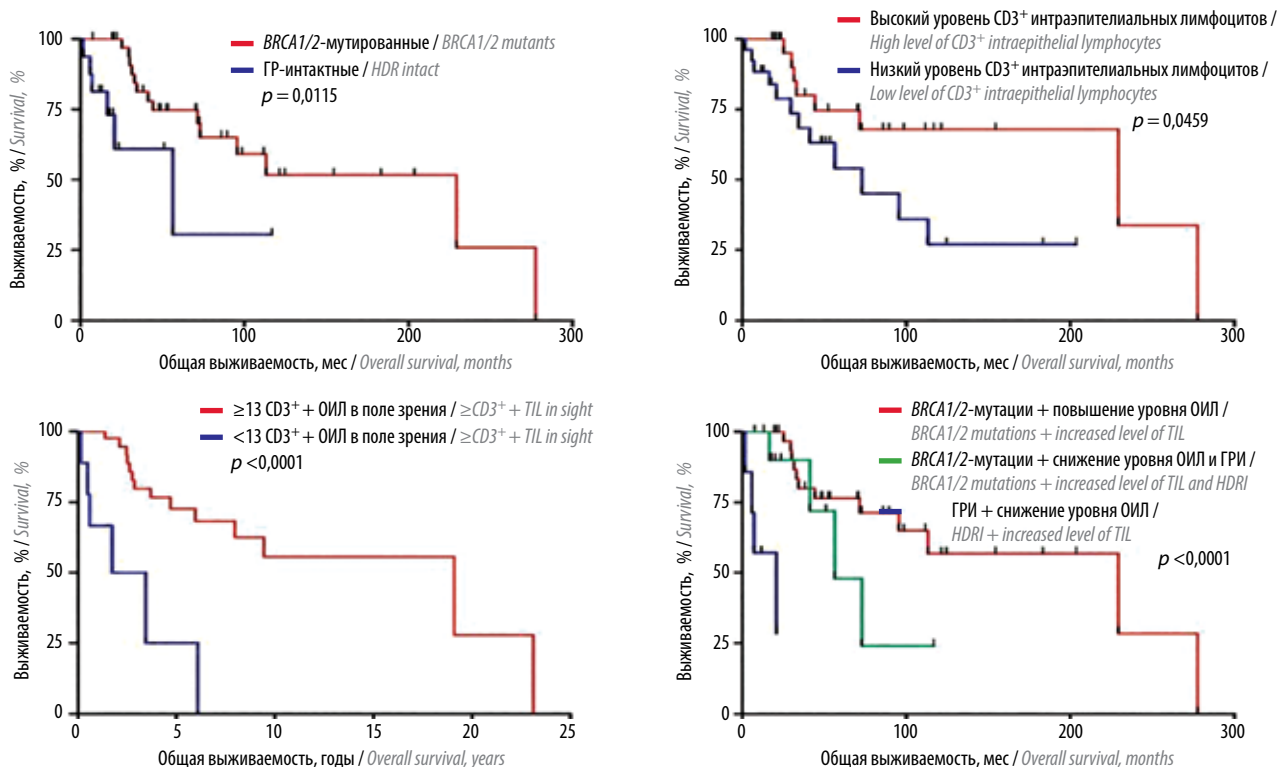 BRCA1/2-мутированные / BRCA1/2 mutants
ГР-интактные / HDR intact
p = 0,0115
Выживаемость, % / Survival, %
100
75
50
25
0
0 100 200 300
Общая выживаемость, мес / Overall survival, months
Высокий уровень CD3⁺ интраэпителиальных лимфоцитов /
High level of CD3⁺ intraepithelial lymphocytes
Низкий уровень CD3⁺ интраэпителиальных лимфоцитов /
Low level of CD3⁺ intraepithelial lymphocytes
p = 0,0459
Выживаемость, % / Survival, %
100
75
50
25
0
0 100 200 300
Общая выживаемость, мес / Overall survival, months
≥13 CD3⁺ + ОИЛ в поле зрения / ≥CD3⁺ + TIL in sight
<13 CD3⁺ + ОИЛ в поле зрения / ≥CD3⁺ + TIL in sight
p <0,0001
Выживаемость, % / Survival, %
100
75
50
25
0
0 5 10 15 20 25
Общая выживаемость, годы / Overall survival, years
BRCA1/2-мутации + повышение уровня ОИЛ /
BRCA1/2 mutations + increased level of TIL
BRCA1/2-мутации + снижение уровня ОИЛ и ГРИ /
BRCA1/2 mutations + increased level of TIL and HDRI
ГРИ + снижение уровня ОИЛ /
HDRI + increased level of TIL
p <0,0001
Выживаемость, % / Survival, %
100
75
50
25
0
0 100 200 300
Общая выживаемость, мес / Overall survival, months